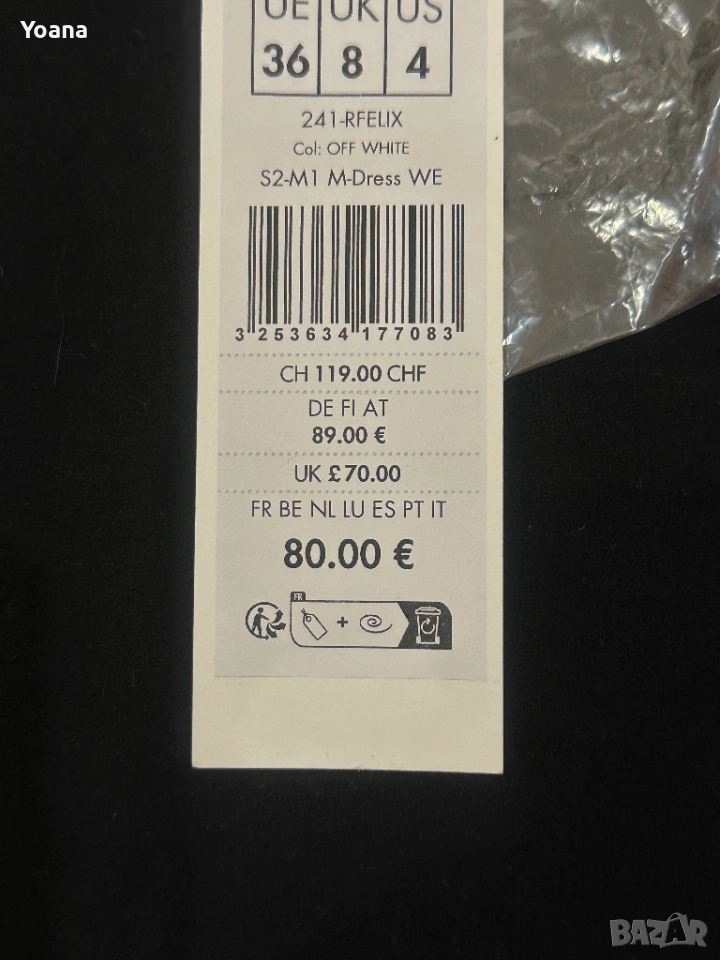 Yoana
UE UK US
36 8 4
241-RFELIX
Col: OFF WHITE
S2-M1 M-Dress WE
3 253634 177083
CH 119.00 CHF
DE FI AT
89.00 €
UK £70.00
FR BE NL LU ES PT IT
80.00 €
FR
+
BAZAR